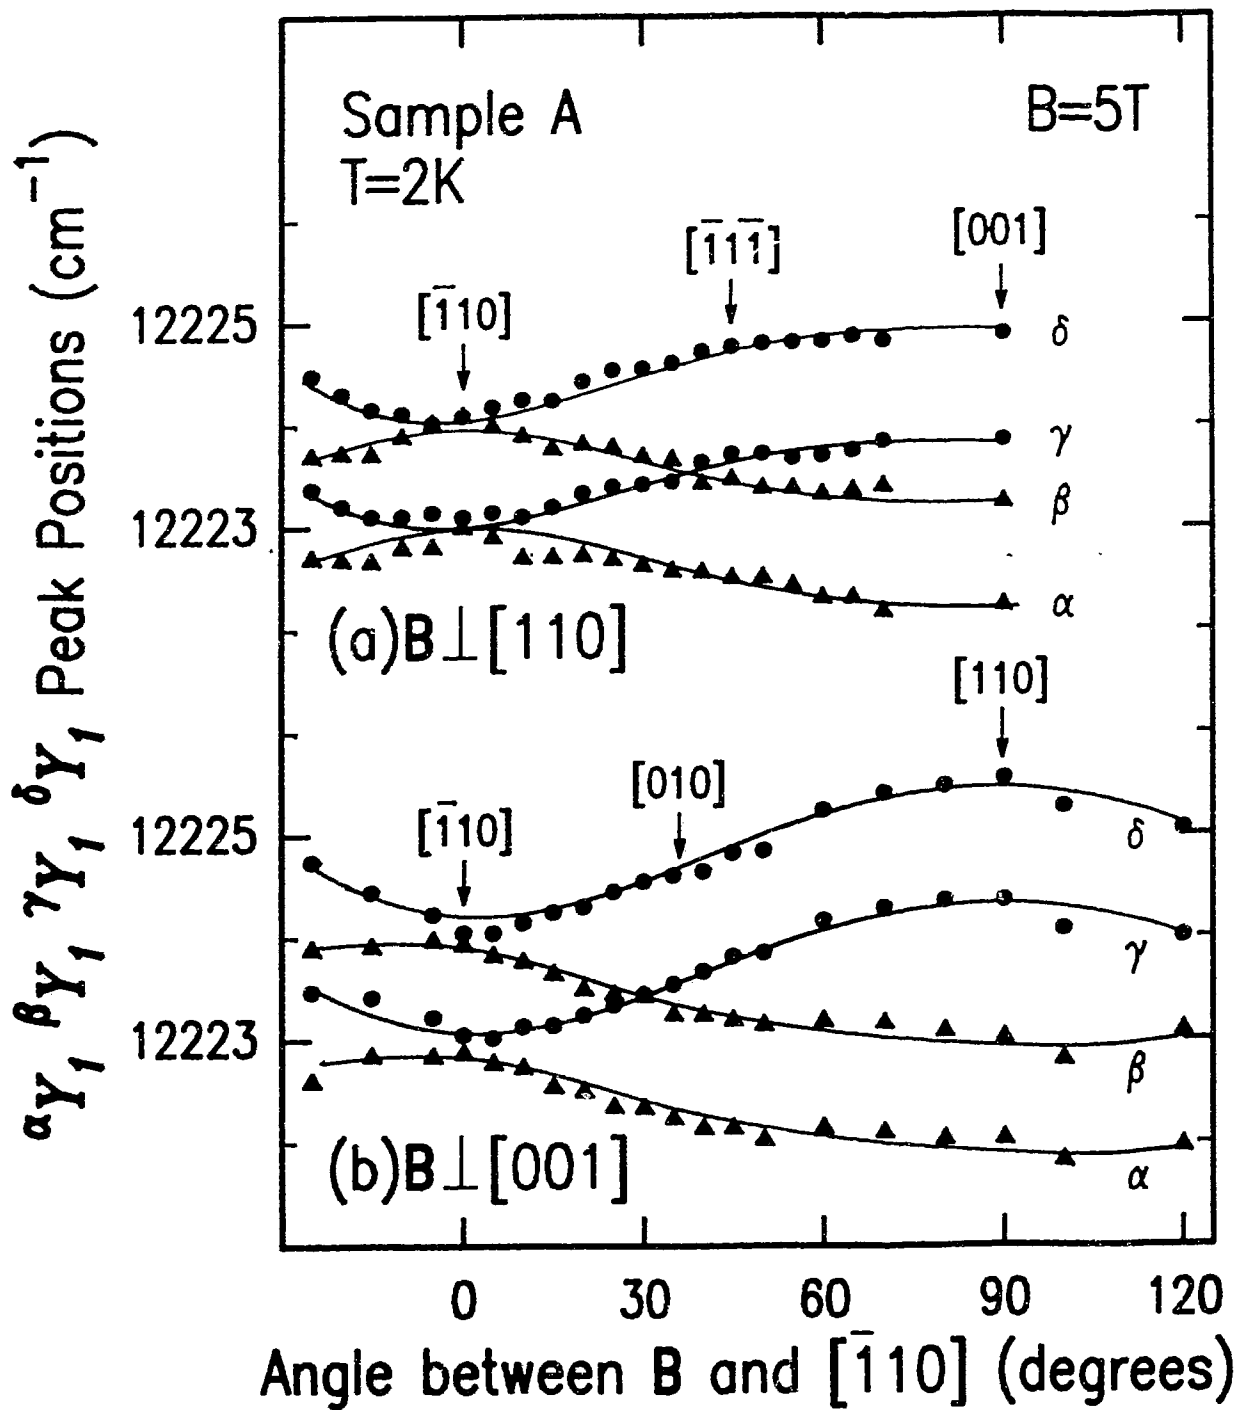 Sample A
B=5T
T=2K
[001]
[1̅11̅]
[1̅10]
12225
δ
γ
β
12223
α
(a)B⊥[110]
[110]
[010]
[1̅10]
12225
δ
γ
12223
β
(b)B⊥[001]
α
0 30 60 90 120
Angle between B and [1̅10] (degrees)
αY₁ βY₁ γY₁ δY₁ Peak Positions (cm⁻¹)